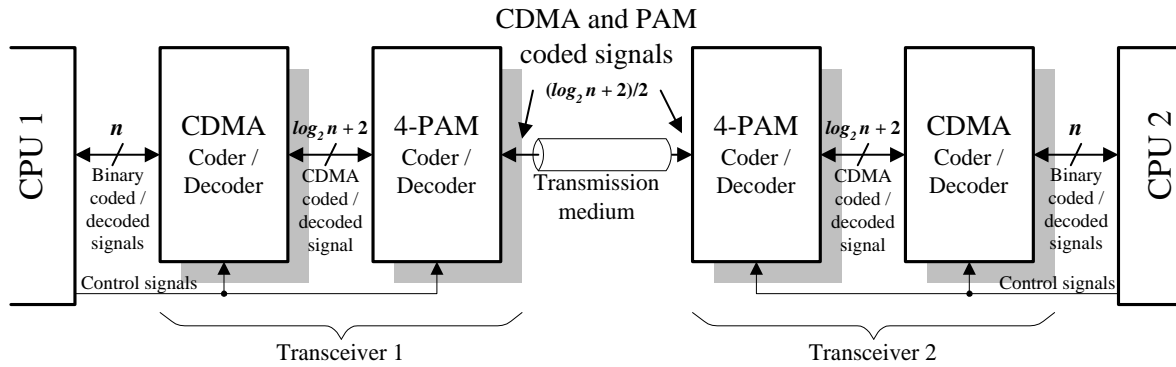 CDMA and PAM
coded signals
(log₂ n + 2)/2
CPU 1
n
Binary
coded /
decoded
signals
CDMA
Coder /
Decoder
log₂ n + 2
CDMA
coded /
decoded
signal
4-PAM
Coder /
Decoder
Transmission
medium
4-PAM
Coder /
Decoder
log₂ n + 2
CDMA
coded /
decoded
signal
CDMA
Coder /
Decoder
n
Binary
coded /
decoded
signals
CPU 2
Control signals
Control signals
Transceiver 1
Transceiver 2